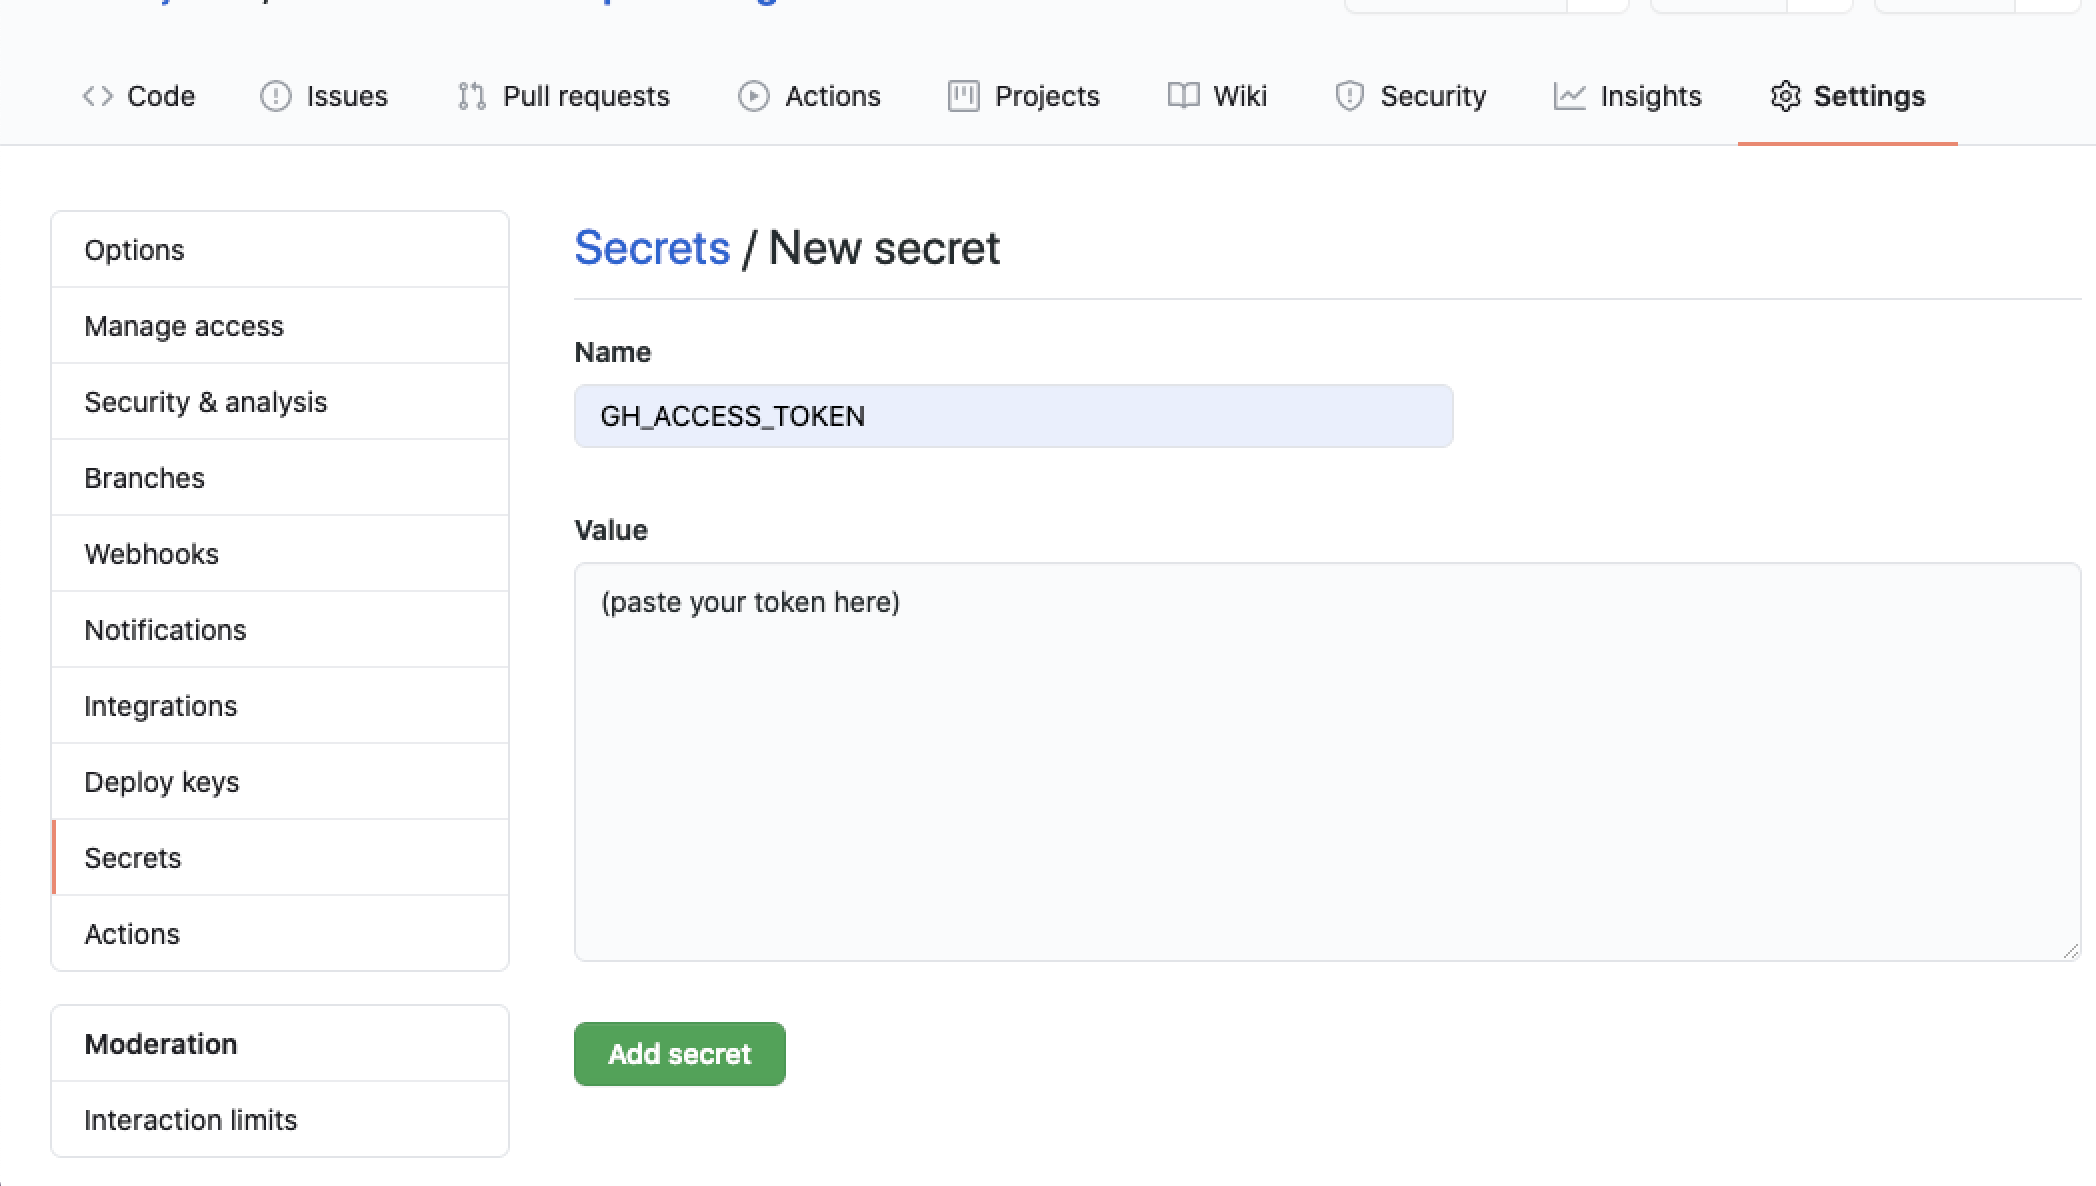 Code Issues Pull requests Actions Projects Wiki Security Insights Settings
Options
Manage access
Security & analysis
Branches
Webhooks
Notifications
Integrations
Deploy keys
Secrets
Actions
Moderation
Interaction limits
Secrets / New secret
Name
GH_ACCESS_TOKEN
Value
(paste your token here)
Add secret